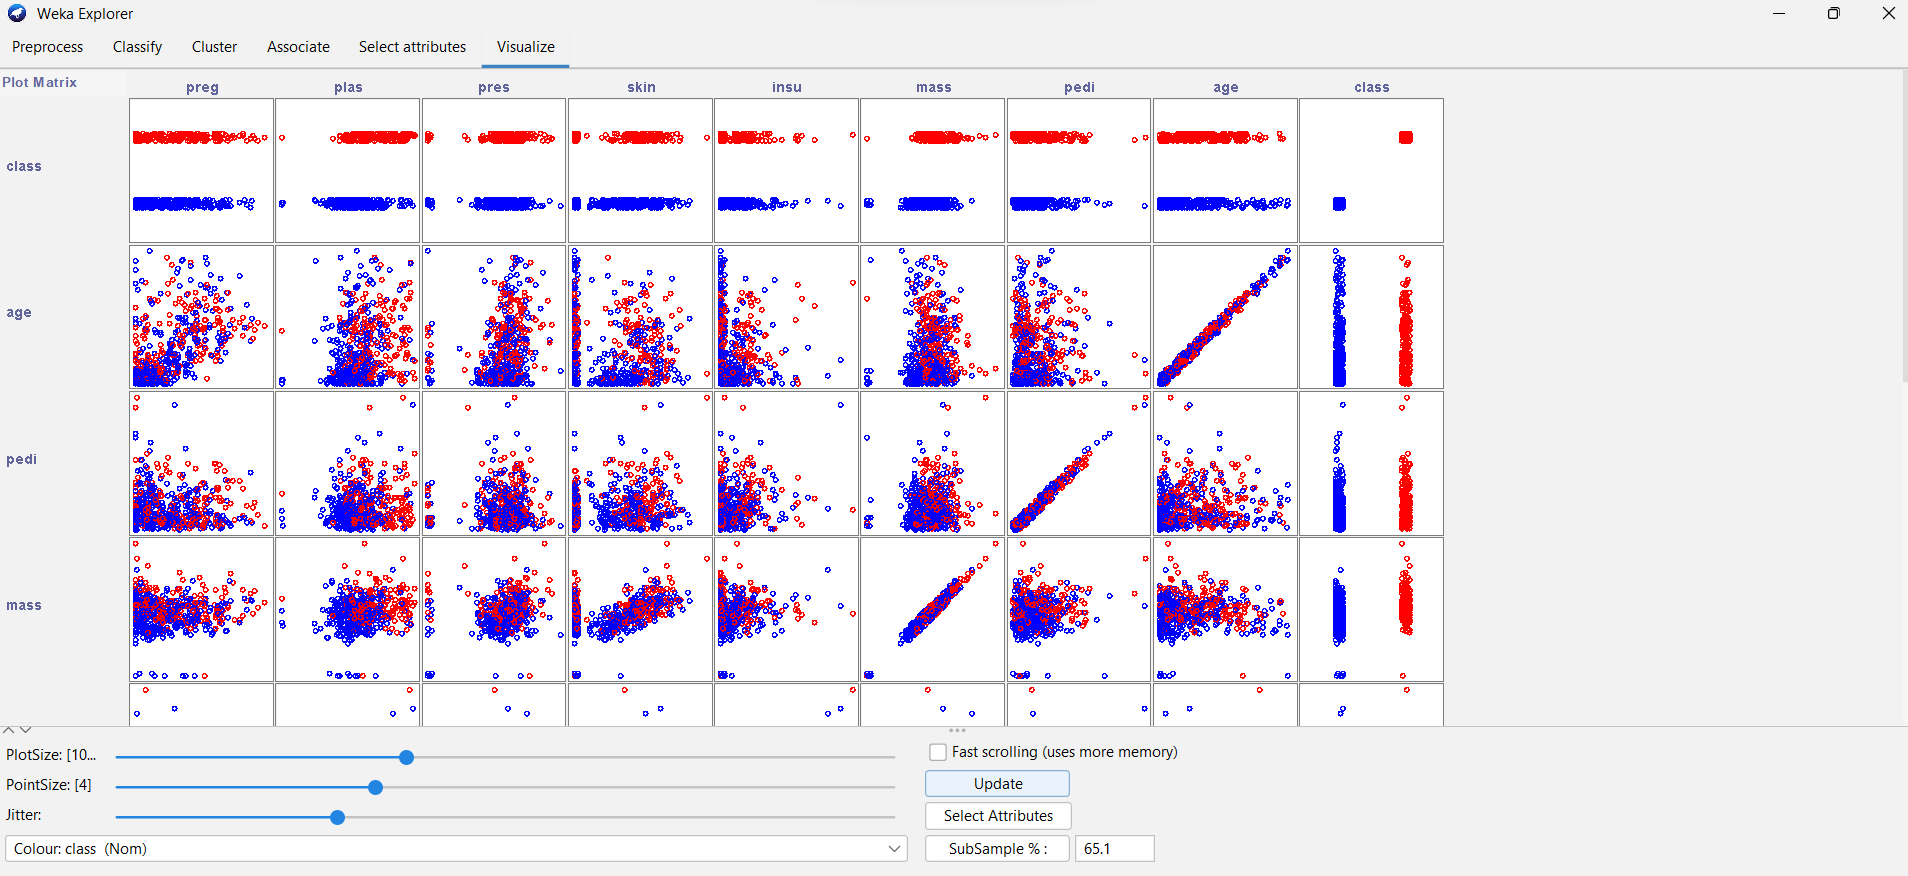 Weka Explorer
Preprocess Classify Cluster Associate Select attributes Visualize
Plot Matrix
preg plas pres skin insu mass pedi age class
class
age
pedi
mass
PlotSize: [10...
Fast scrolling (uses more memory)
PointSize: [4]
Update
Jitter:
Select Attributes
Colour: class (Nom)
SubSample % :
65.1